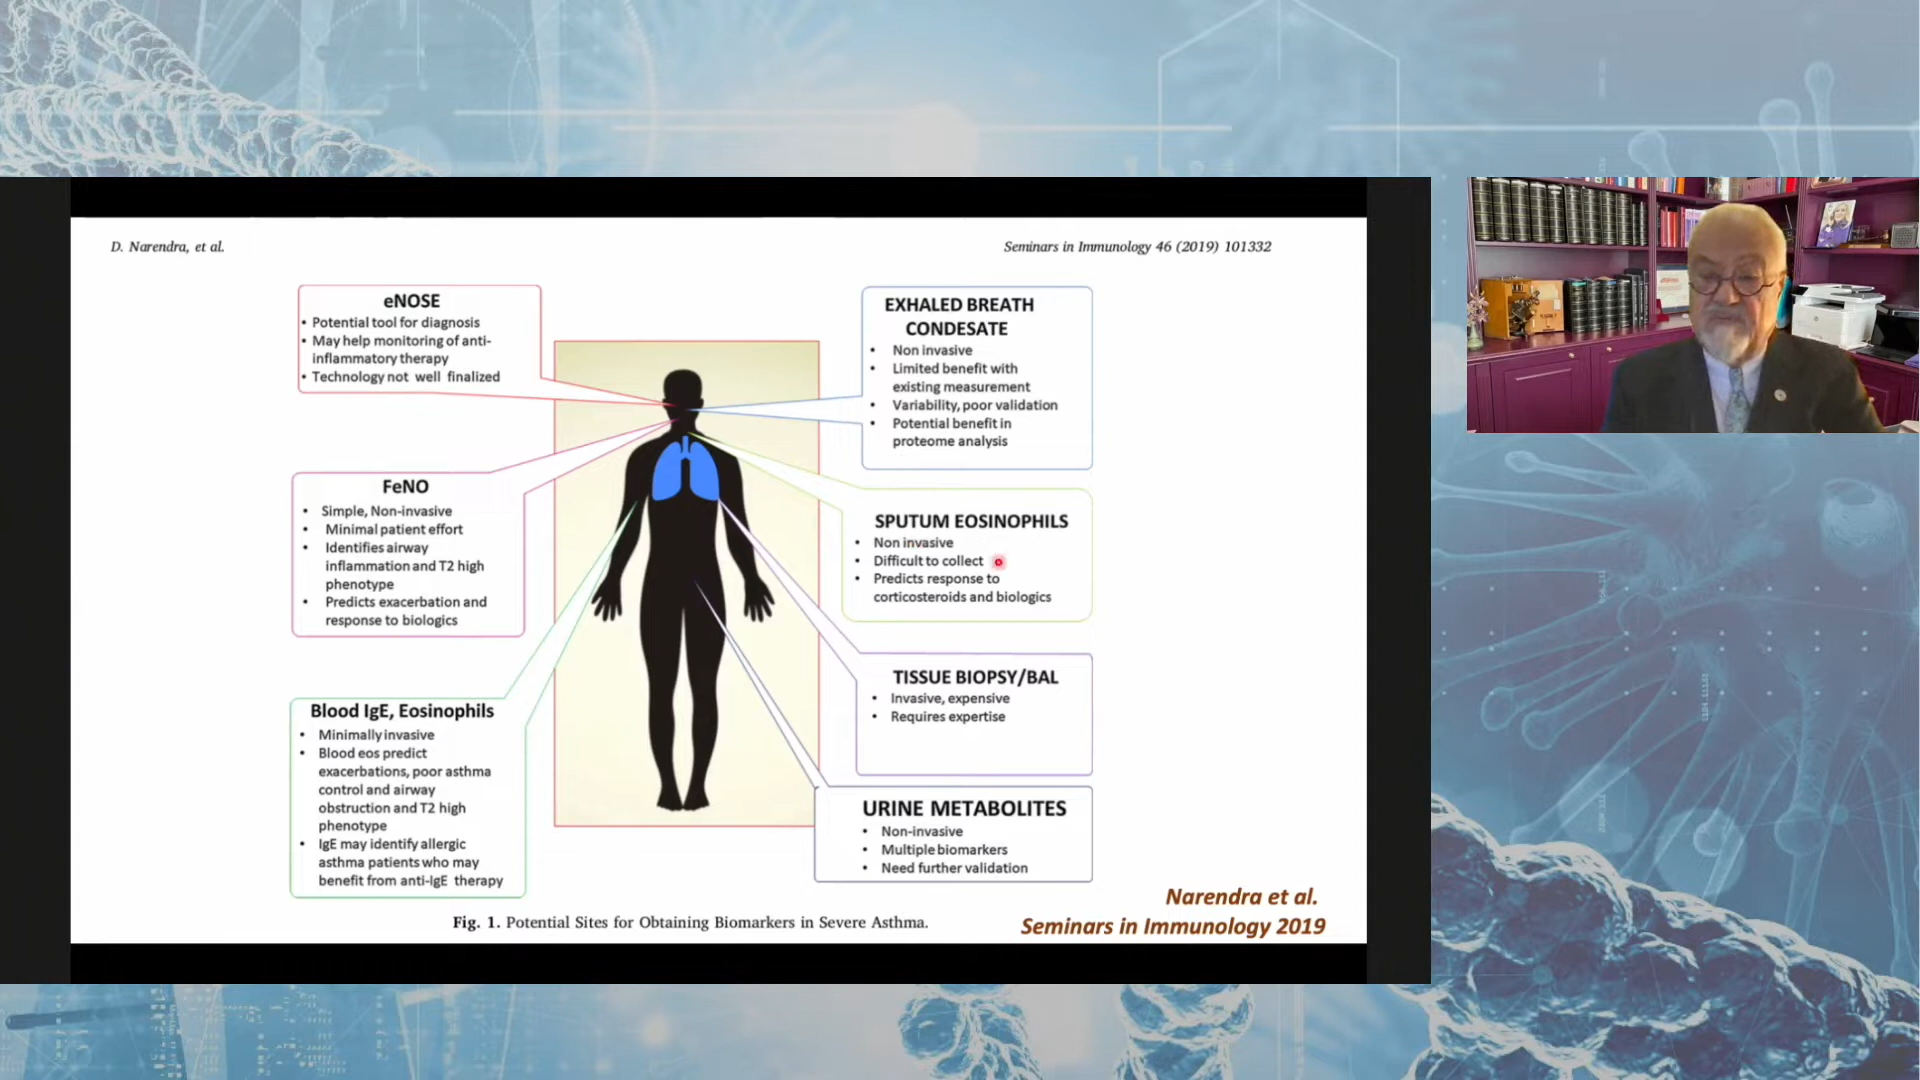 D. Narendra, et al.
Seminars in Immunology 46 (2019) 101332
eNOSE
• Potential tool for diagnosis
• May help monitoring of anti-
inflammatory therapy
• Technology not well finalized
FeNO
• Simple, Non-invasive
• Minimal patient effort
• Identifies airway
inflammation and T2 high
phenotype
• Predicts exacerbation and
response to biologics
Blood IgE, Eosinophils
• Minimally invasive
• Blood eos predict
exacerbations, poor asthma
control and airway
obstruction and T2 high
phenotype
• IgE may identify allergic
asthma patients who may
benefit from anti-IgE therapy
EXHALED BREATH
CONDESATE
• Non invasive
• Limited benefit with
existing measurement
• Variability, poor validation
• Potential benefit in
proteome analysis
SPUTUM EOSINOPHILS
• Non invasive
• Difficult to collect
• Predicts response to
corticosteroids and biologics
TISSUE BIOPSY/BAL
• Invasive, expensive
• Requires expertise
URINE METABOLITES
• Non-invasive
• Multiple biomarkers
• Need further validation
Fig. 1. Potential Sites for Obtaining Biomarkers in Severe Asthma.
Narendra et al.
Seminars in Immunology 2019